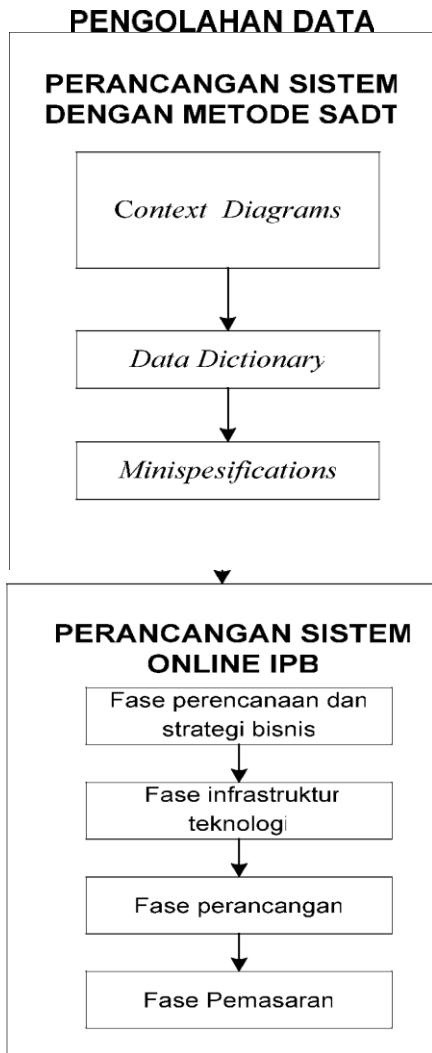 PENGOLAHAN DATA
PERANCANGAN SISTEM
DENGAN METODE SADT
Context Diagrams
Data Dictionary
Minispesifications
PERANCANGAN SISTEM
ONLINE IPB
Fase perencanaan dan
strategi bisnis
Fase infrastruktur
teknologi
Fase perancangan
Fase Pemasaran